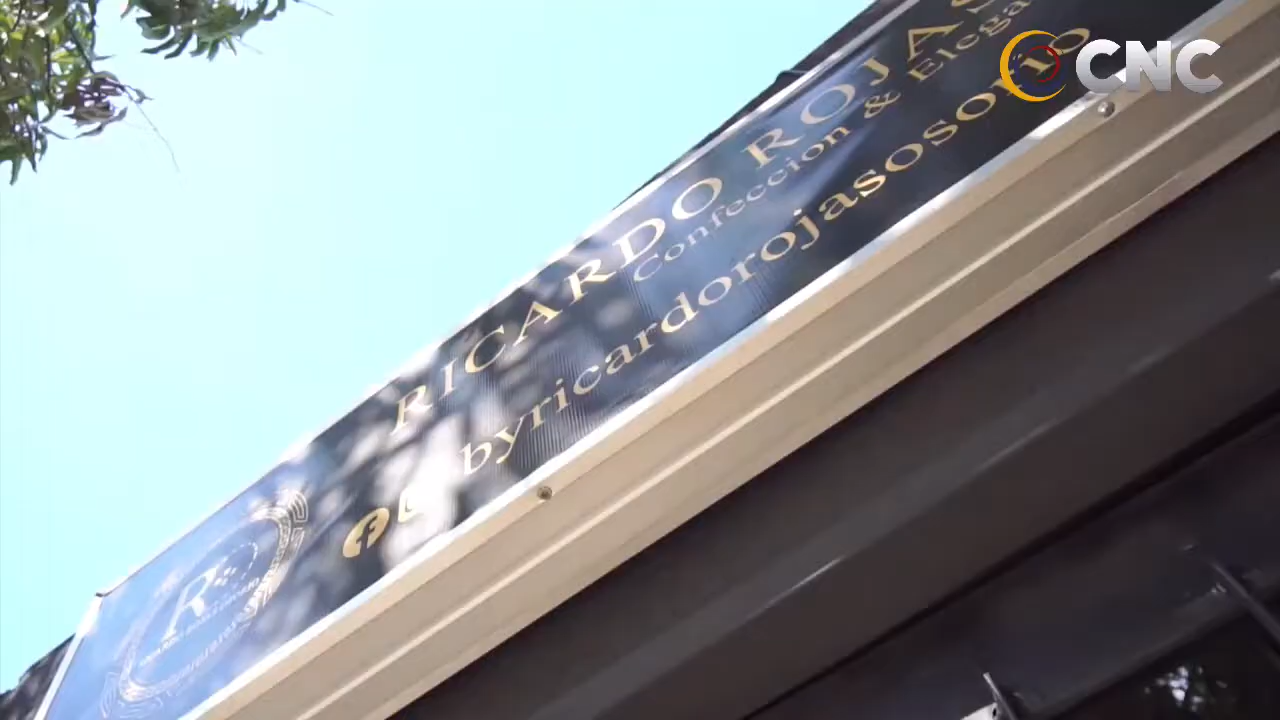 CNC
RICARDO ROJAS
Confeccion & Elega
byricardorojasosorio
R